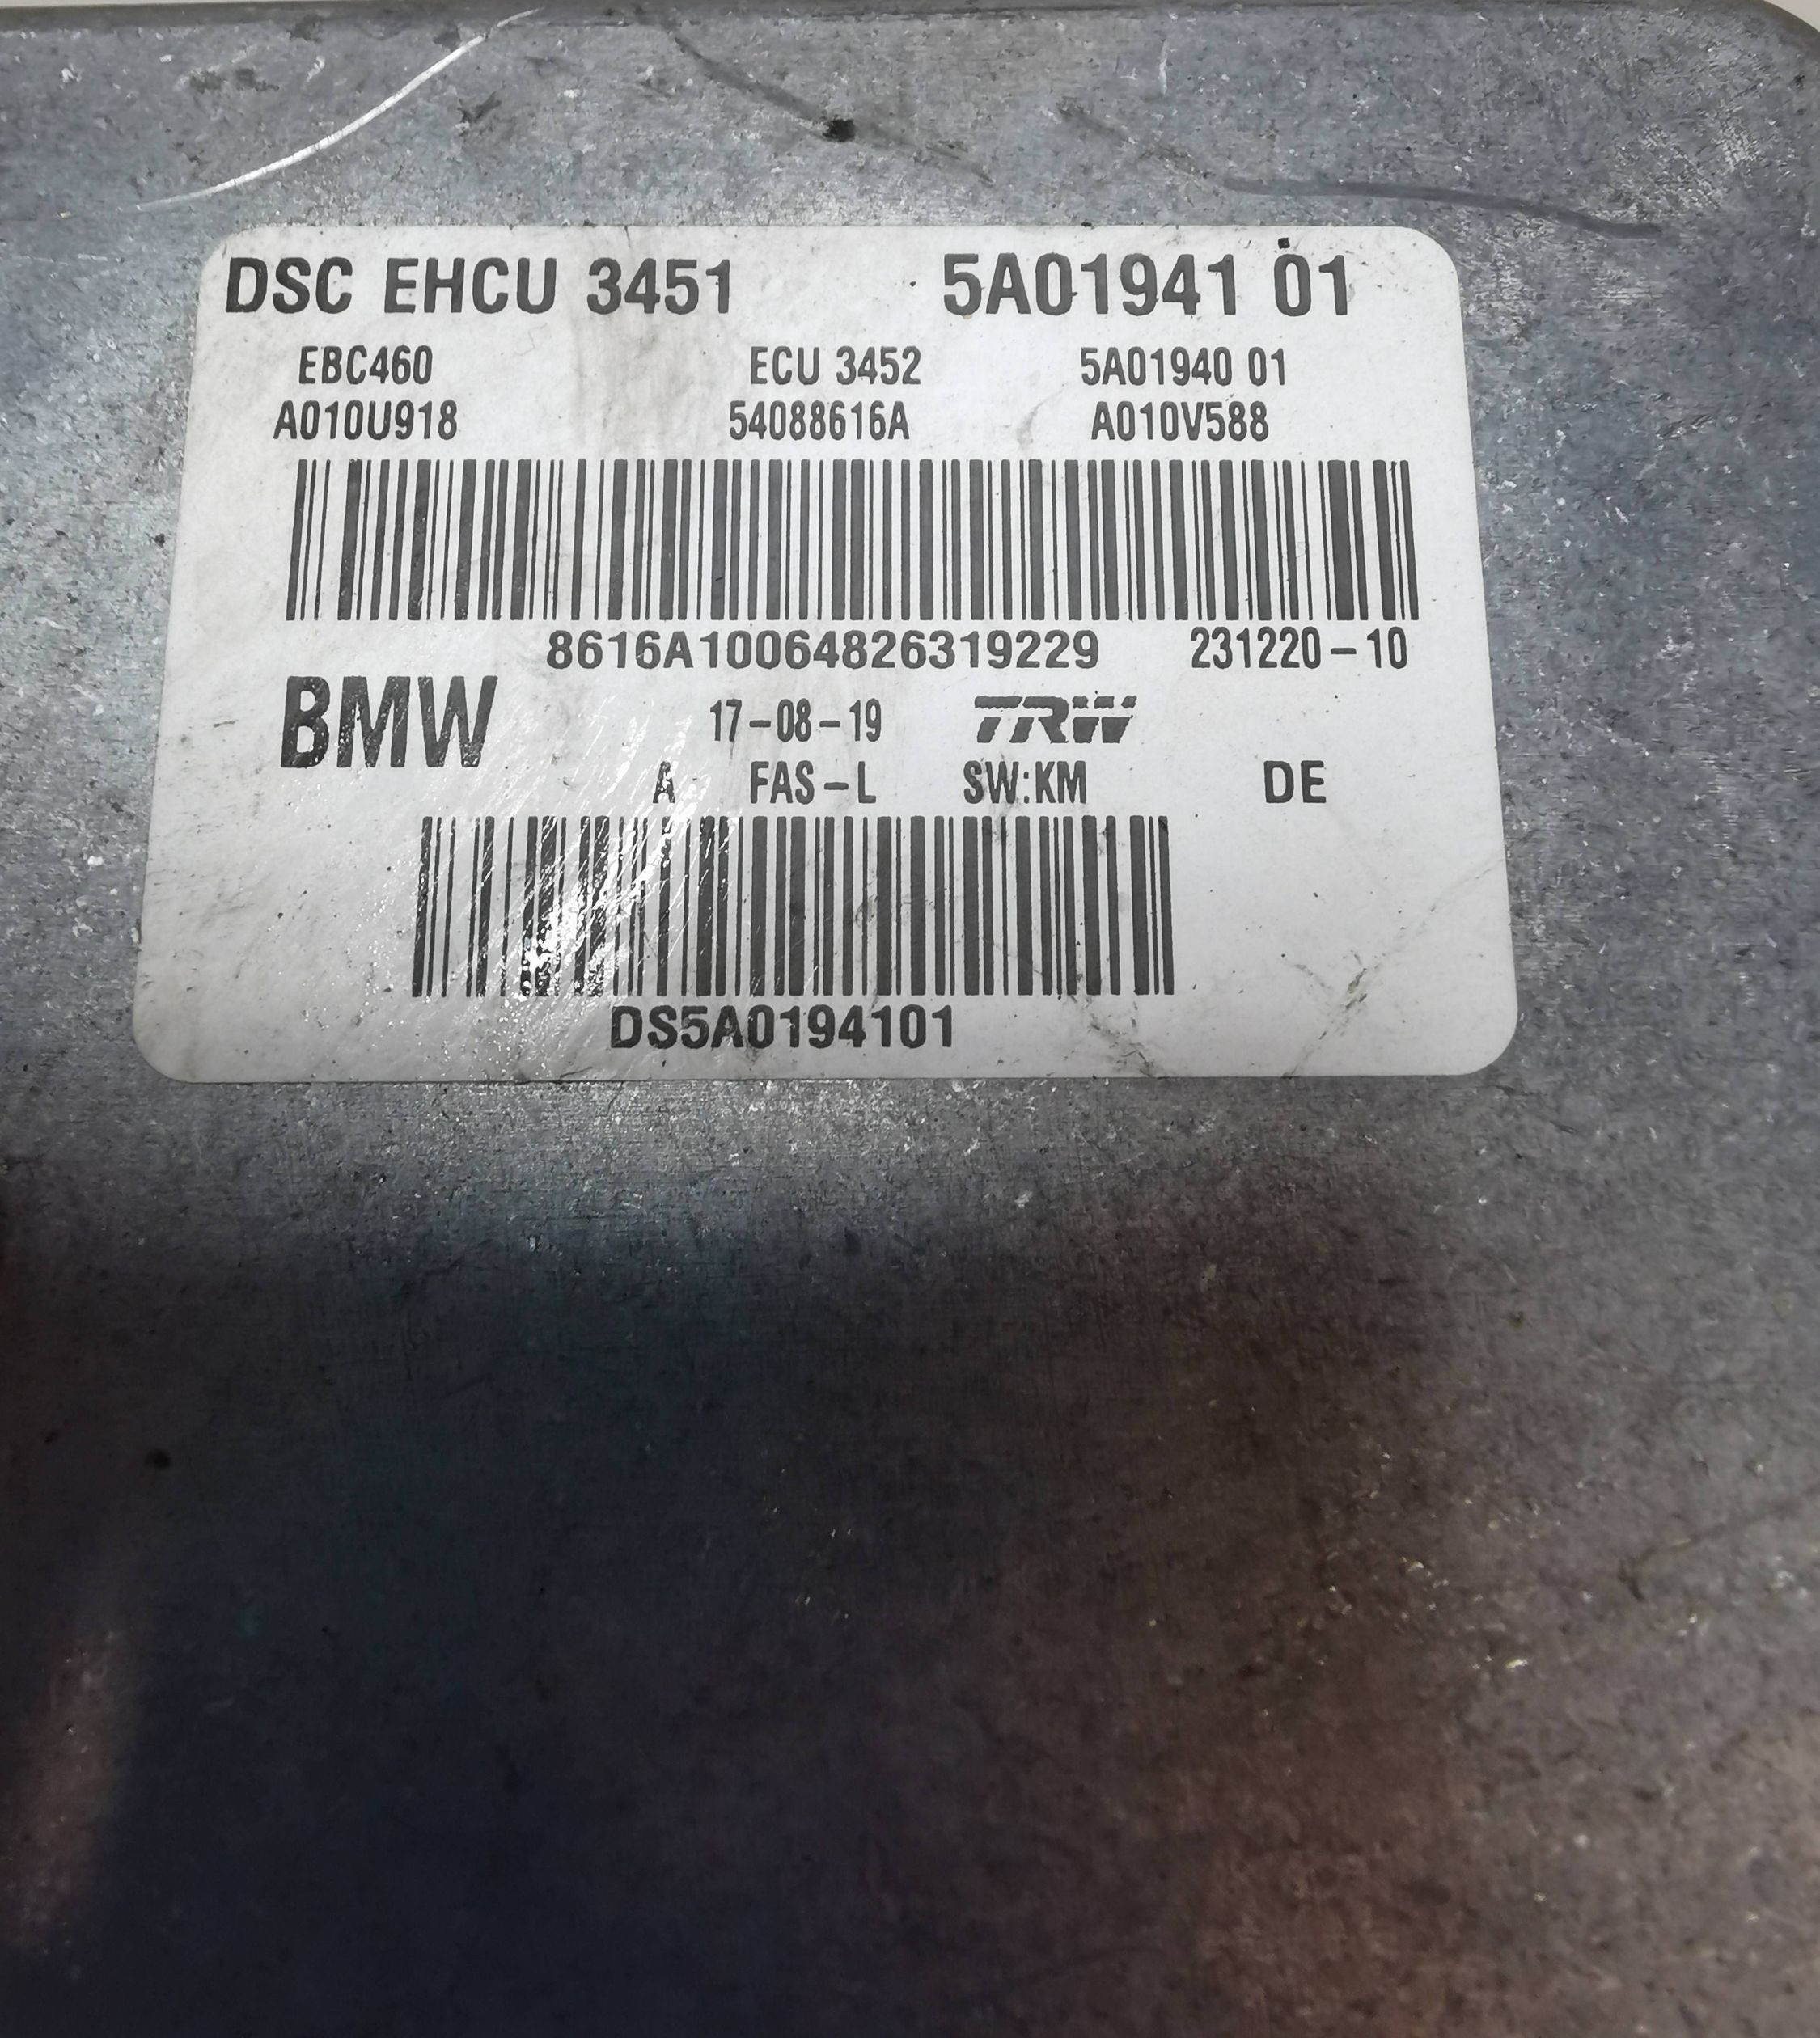 DSC EHCU 3451 5A01941 01
EBC460 ECU 3452 5A01940 01
A010U918 54088616A A010V588
8616A10064826319229 231220-10
BMW 17-08-19 TRW
A FAS-L SW:KM DE
DS5A0194101